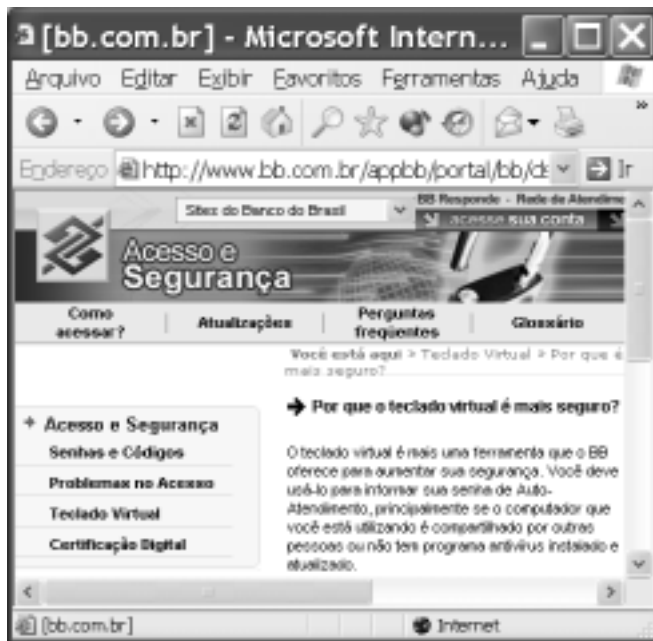 [bb.com.br] - Microsoft Intern...
Arquivo Editar Exibir Favoritos Ferramentas Ajuda
Endereço http://www.bb.com.br/appbb/portal/bb/ds Ir
BB Responde - Rede de Atendime
Sites do Banco do Brasil
acesse sua conta
Acesso e
Segurança
Como acessar? Atualizações Perguntas freqüentes Glossário
Você está aqui > Teclado Virtual > Por que é
mais seguro?
Por que o teclado virtual é mais seguro?
Acesso e Segurança
Senhas e Códigos
Problemas no Acesso
Teclado Virtual
Certificação Digital
O teclado virtual é mais uma ferramenta que o BB
oferece para aumentar sua segurança. Você deve
usá-lo para informar sua senha de Auto-
Atendimento, principalmente se o computador que
você está utilizando é compartilhado por outras
pessoas ou não tem programa antivírus instalado e
atualizado.
[bb.com.br] Internet